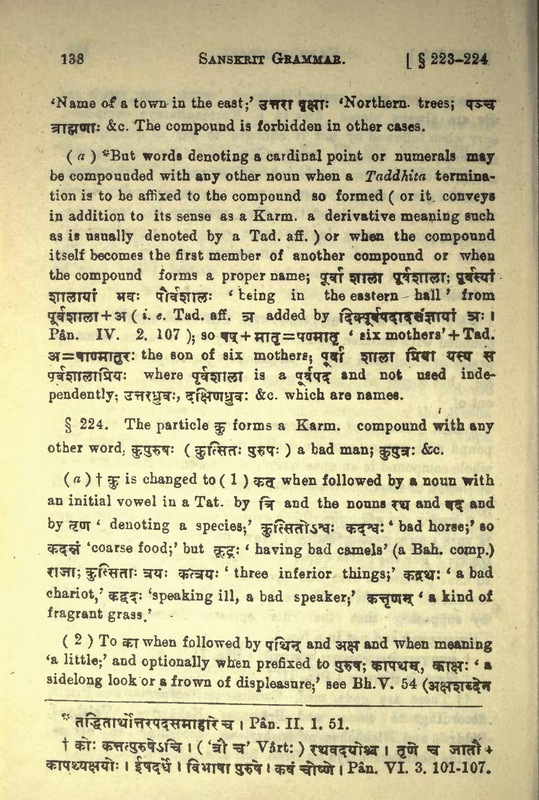 138 SANSKRIT GRAMMAR. [ § 223-224
‘Name of a town in the east;’ उत्तरा वृक्षाः ‘Northern. trees; पञ्च
ब्राह्मणाः &c. The compound is forbidden in other cases.
( a ) *But words denoting a cardinal point or numerals may
be compounded with any other noun when a Taddhita termina-
tion is to be affixed to the compound so formed ( or it conveys
in addition to its sense as a Karm. a derivative meaning such
as is usually denoted by a Tad. aff. ) or when the compound
itself becomes the first member of another compound or when
the compound forms a proper name; पूर्वा शाला पूर्वशाला; पूर्वस्यां
शालायां भवः पौर्वशालः ‘ being in the eastern hall ’ from
पूर्वशाला+अ ( i. e. Tad. aff. ञ added by दिक्पूर्वपदादसंज्ञायां ञः ।
Pân. IV. 2. 107 ); so षष्+मातृ=षण्मातृ ‘ six mothers’+Tad.
अ=षाण्मातुरः the son of six mothers; पूर्वा शाला प्रिया यस्य स
पूर्वशालाप्रियः where पूर्वशाला is a पूर्वपद and not used inde-
pendently; उत्तरध्रुवः, दक्षिणध्रुवः &c. which are names.
§ 224. The particle कु forms a Karm. compound with any
other word, कुपुरुषः ( कुत्सितः पुरुषः ) a bad man; कुपुत्रः &c.
(a) † कु is changed to ( 1 ) कत् when followed by a noun with
an initial vowel in a Tat. by त्रि and the nouns रथ and वद and
by तृण ‘ denoting a species;’ कुत्सितोऽश्वः कदश्वः ‘ bad horse;’ so
कदन्नं ‘coarse food;’ but कूष्ट्रः ‘ having bad camels’ (a Bah. comp.)
राजा; कुत्सिताः त्रयः कत्त्रयः ‘ three inferior things;’ कद्रथः ‘ a bad
chariot,’ कद्वदः ‘speaking ill, a bad speaker;’ कत्तृणम् ‘ a kind of
fragrant grass.’
( 2 ) To का when followed by पथिन् and अक्ष and when meaning
‘a little;’ and optionally when prefixed to पुरुष; कापथम्, काक्षः ‘ a
sidelong look or a frown of displeasure;’ see Bh.V. 54 (अक्षशब्देन
* तद्धितार्थोत्तरपदसमाहारे च । Pân. II. 1. 51.
† कोः कत्तत्पुरुषेऽचि । ( ‘त्रौ च’ Vârt: ) रथवदयोश्च । तृणे च जातौ +
कापथ्यक्षयोः । ईषदर्थे । विभाषा पुरुषे । कवं चोष्णे । Pân. VI. 3. 101-107.